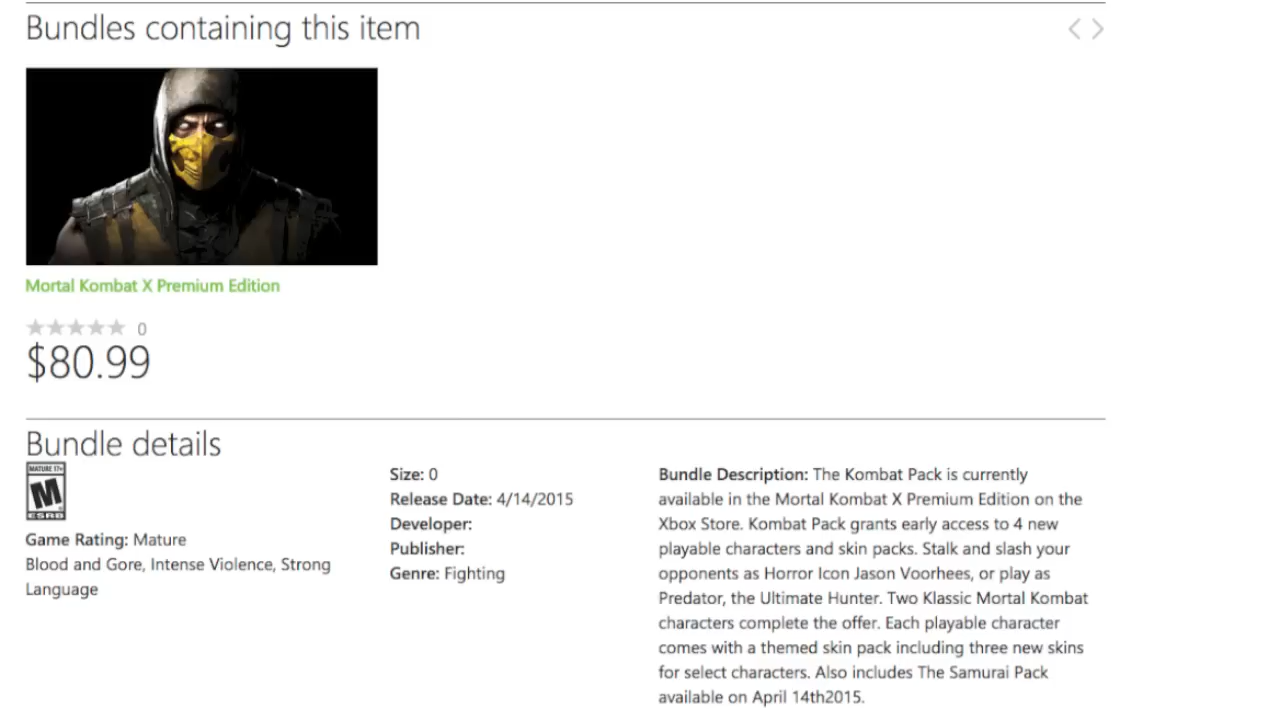 Bundles containing this item
Mortal Kombat X Premium Edition
0
$80.99
Bundle details
MATURE 17+
M
ESRB
Game Rating: Mature
Blood and Gore, Intense Violence, Strong
Language
Size: 0
Release Date: 4/14/2015
Developer:
Publisher:
Genre: Fighting
Bundle Description: The Kombat Pack is currently
available in the Mortal Kombat X Premium Edition on the
Xbox Store. Kombat Pack grants early access to 4 new
playable characters and skin packs. Stalk and slash your
opponents as Horror Icon Jason Voorhees, or play as
Predator, the Ultimate Hunter. Two Klassic Mortal Kombat
characters complete the offer. Each playable character
comes with a themed skin pack including three new skins
for select characters. Also includes The Samurai Pack
available on April 14th2015.